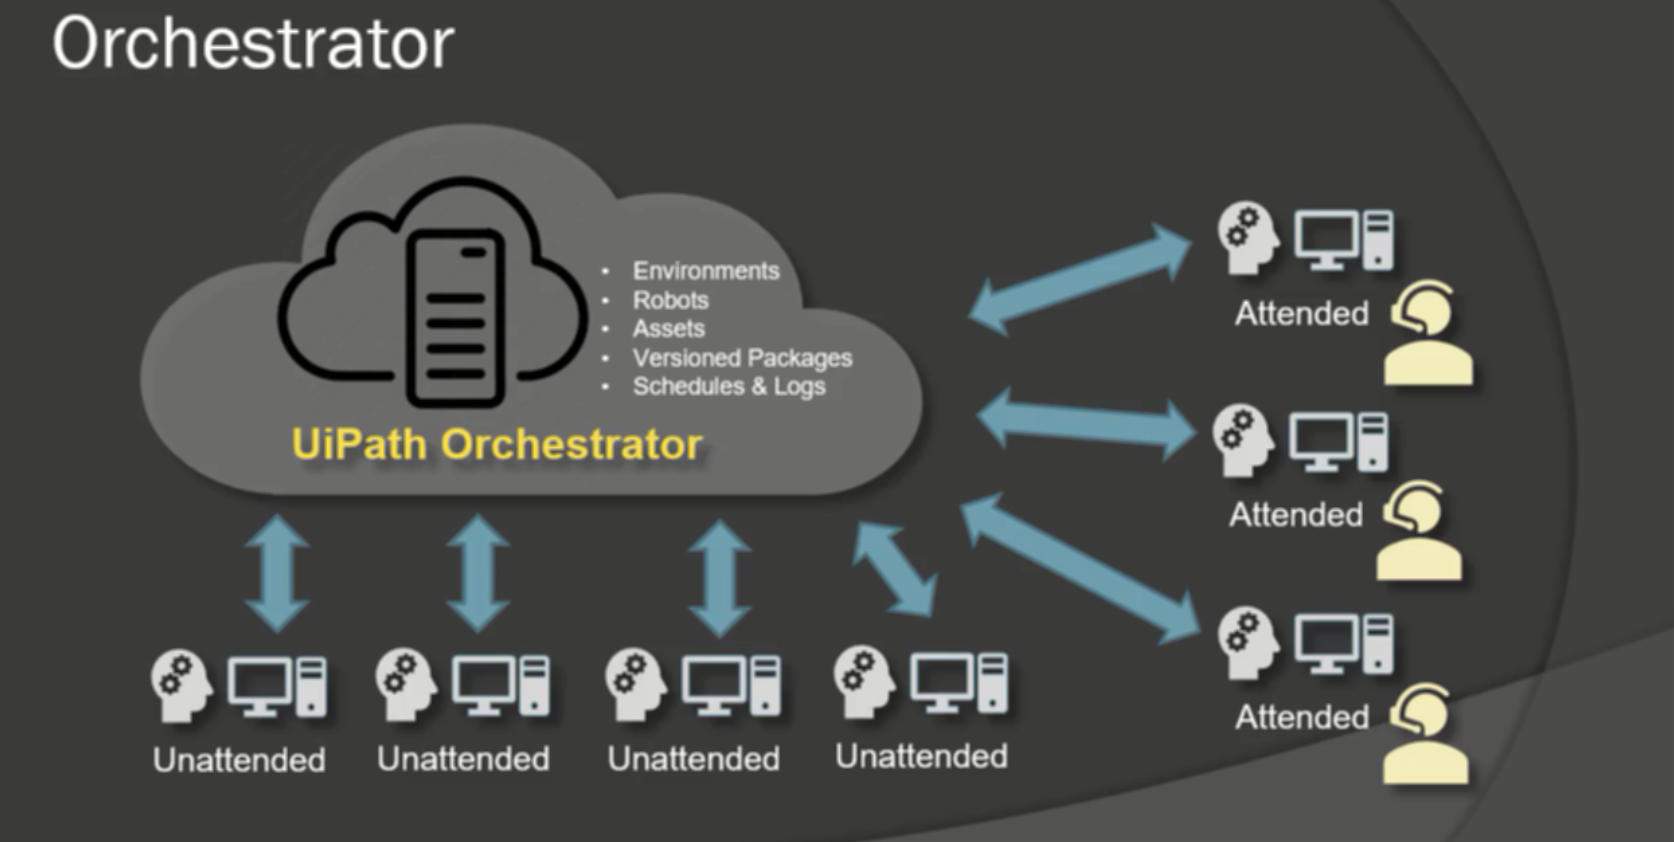 Orchestrator
• Environments
• Robots
• Assets
• Versioned Packages
• Schedules & Logs
UiPath Orchestrator
Attended
Attended
Attended
Unattended
Unattended
Unattended
Unattended